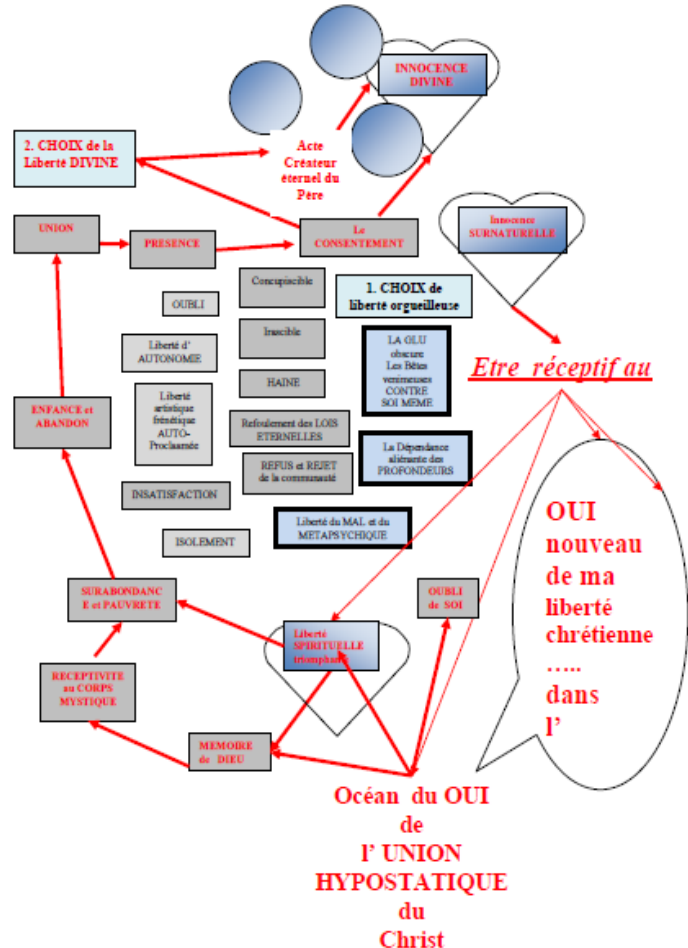 INNOCENCE
DIVINE
2. CHOIX de la
Liberté DIVINE
Acte
Créateur
éternel du
Père
UNION
PRESENCE
Le
CONSENTEMENT
Innocence
SURNATURELLE
Concupiscible
OUBLI
1. CHOIX de
liberté orgueilleuse
Irascible
Liberté d'
AUTONOMIE
LA GLU
obscure
Les Bêtes
venimeuses
CONTRE
SOI MEME
Etre réceptif au
HAINE
Liberté
artistique
frénétique
AUTO-
Proclamée
ENFANCE et
ABANDON
Refoulement des LOIS
ETERNELLES
La Dépendance
aliénante des
PROFONDEURS
REFUS et REJET
de la communauté
INSATISFACTION
Liberté du MAL et du
METAPSYCHIQUE
ISOLEMENT
OUI
nouveau
de ma
liberté
chrétienne
…..
dans
l'
SURABONDANC
E et PAUVRETE
OUBLI
de SOI
Liberté
SPIRITUELLE
triomphante
RECEPTIVITE
au CORPS
MYSTIQUE
MEMOIRE
de DIEU
Océan du OUI
de
l' UNION
HYPOSTATIQUE
du
Christ